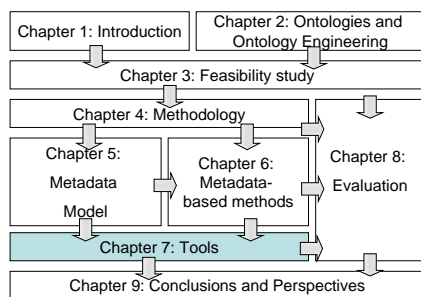 Chapter 1: Introduction
Chapter 2: Ontologies and
Ontology Engineering
Chapter 3: Feasibility study
Chapter 4: Methodology
Chapter 5:
Metadata
Model
Chapter 6:
Metadata-
based methods
Chapter 8:
Evaluation
Chapter 7: Tools
Chapter 9: Conclusions and Perspectives